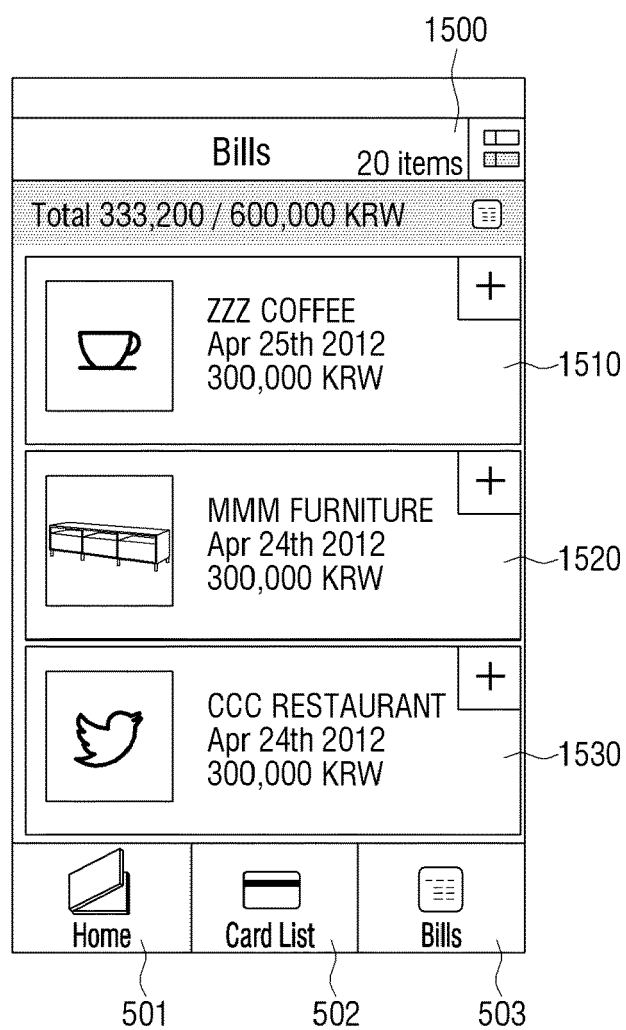 1500
Bills
20 items
Total 333,200 / 600,000 KRW
ZZZ COFFEE
Apr 25th 2012
300,000 KRW
1510
MMM FURNITURE
Apr 24th 2012
300,000 KRW
1520
CCC RESTAURANT
Apr 24th 2012
300,000 KRW
1530
Home
Card List
Bills
501
502
503